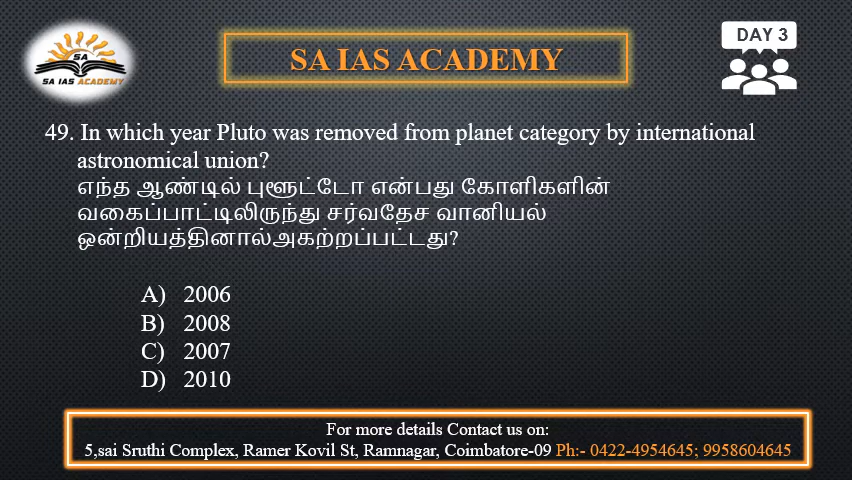 SA
SA IAS ACADEMY
SA IAS ACADEMY
DAY 3
49. In which year Pluto was removed from planet category by international
astronomical union?
எந்த ஆண்டில் புளூட்டோ என்பது கோளிகளின்
வகைப்பாட்டிலிருந்து சர்வதேச வானியல்
ஒன்றியத்தினால்அகற்றப்பட்டது?
A) 2006
B) 2008
C) 2007
D) 2010
For more details Contact us on:
5,sai Sruthi Complex, Ramer Kovil St, Ramnagar, Coimbatore-09 Ph:- 0422-4954645; 9958604645